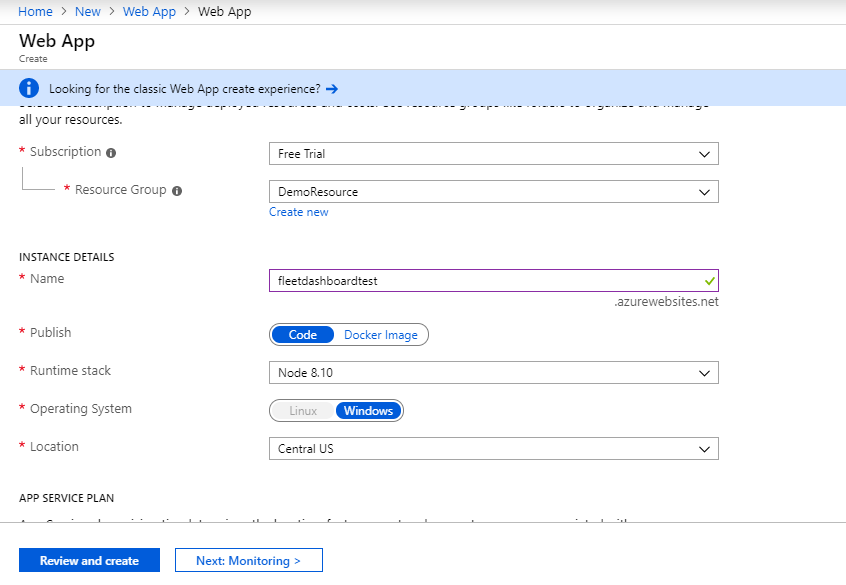 Home > New > Web App > Web App
Web App
Create
Looking for the classic Web App create experience? →
all your resources.
* Subscription
Free Trial
* Resource Group
DemoResource
Create new
INSTANCE DETAILS
* Name
fleetdashboardtest
.azurewebsites.net
* Publish
Code Docker Image
* Runtime stack
Node 8.10
* Operating System
Linux Windows
* Location
Central US
APP SERVICE PLAN
Review and create
Next: Monitoring >